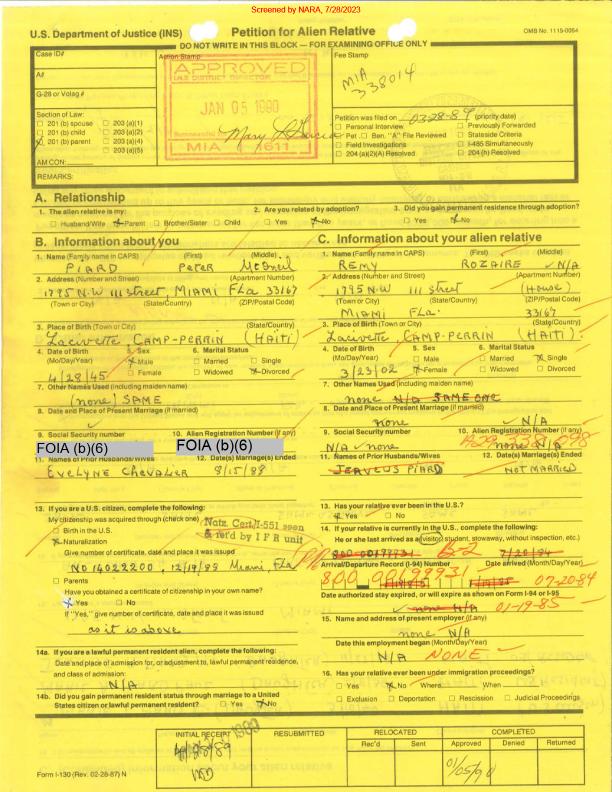 Screened by NARA, 7/28/2023
U.S. Department of Justice (INS) Petition for Alien Relative OMB No. 1115-0054
DO NOT WRITE IN THIS BLOCK — FOR EXAMINING OFFICE ONLY
Case ID# Action Stamp Fee Stamp
A#
G-28 or Volag #
Section of Law:
201 (b) spouse 203 (a)(1)
201 (b) child 203 (a)(2)
201 (b) parent 203 (a)(4)
203 (a)(5)
AM CON:
APPROVED
U.S. DISTRICT DIRECTOR
JAN 05 1990
MIA 1611
MIA
338014
Petition was filed on 03-28-89 (priority date)
Personal Interview Previously Forwarded
Pet. Ben. "A" File Reviewed Stateside Criteria
Field Investigations I-485 Simultaneously
204 (a)(2)(A) Resolved 204 (h) Resolved
REMARKS:
A. Relationship
1. The alien relative is my: 2. Are you related by adoption? 3. Did you gain permanent residence through adoption?
Husband/Wife Parent Brother/Sister Child Yes No Yes No
B. Information about you
1. Name (Family name in CAPS) (First) (Middle)
PIARD Peter McOneil
2. Address (Number and Street) (Apartment Number)
1795 N.W 111 street, MIAMI FLa 33167
(Town or City) (State/Country) (ZIP/Postal Code)
3. Place of Birth (Town or City) (State/Country)
CAMP-PERRIN (HAITI)
4. Date of Birth 5. Sex 6. Marital Status
(Mo/Day/Year) Male Married Single
4/28/45 Female Widowed Divorced
7. Other Names Used (including maiden name)
(none) SAME
8. Date and Place of Present Marriage (if married)
9. Social Security number 10. Alien Registration Number (if any)
FOIA (b)(6) FOIA (b)(6)
11. Names of Prior Husbands/Wives 12. Date(s) Marriage(s) Ended
Evelyne Chevalier 8/15/88
13. If you are a U.S. citizen, complete the following:
My citizenship was acquired through (check one)
Birth in the U.S.
Naturalization
Natz. Cert/I-551 seen
& ret'd by I F R unit
Give number of certificate, date and place it was issued
No 14022200, 12/19/88 Miami, Fla
Parents
Have you obtained a certificate of citizenship in your own name?
Yes No
If "Yes," give number of certificate, date and place it was issued
as it is above
14a. If you are a lawful permanent resident alien, complete the following:
Date and place of admission for, or adjustment to, lawful permanent residence,
and class of admission:
N/A
14b. Did you gain permanent resident status through marriage to a United
States citizen or lawful permanent resident? Yes No
C. Information about your alien relative
1. Name (Family name in CAPS) (First) (Middle)
REMY ROZAIRE N/A
2. Address (Number and Street) (Apartment Number)
1795 N.W 111 street (House)
(Town or City) (State/Country) (ZIP/Postal Code)
MIAMI FLa. 33167
3. Place of Birth (Town or City) (State/Country)
CAMP-PERRIN (HAITI)
4. Date of Birth 5. Sex 6. Marital Status
(Mo/Day/Year) Male Married Single
3/23/02 Female Widowed Divorced
7. Other Names Used (including maiden name)
none N/A SAME ONE
8. Date and Place of Present Marriage (if married)
none N/A
9. Social Security number 10. Alien Registration Number (if any)
N/A none none N/A
11. Names of Prior Husbands/Wives 12. Date(s) Marriage(s) Ended
PIARD NOT MARRIED
13. Has your relative ever been in the U.S.?
Yes No
14. If your relative is currently in the U.S., complete the following:
He or she last arrived as a (visitor, student, stowaway, without inspection, etc.)
800 00199931 B-2 7/20/84
Arrival/Departure Record (I-94) Number Date arrived (Month/Day/Year)
800 00199931 07-20-84
Date authorized stay expired, or will expire as shown on Form I-94 or I-95
none N/A 01-19-85
15. Name and address of present employer (if any)
none N/A
Date this employment began (Month/Day/Year)
N/A NONE
16. Has your relative ever been under immigration proceedings?
Yes No Where When
Exclusion Deportation Rescission Judicial Proceedings
INITIAL RECEIPT RESUBMITTED RELOCATED COMPLETED
Rec'd Sent Approved Denied Returned
01/05/90
Form I-130 (Rev. 02-28-87) N